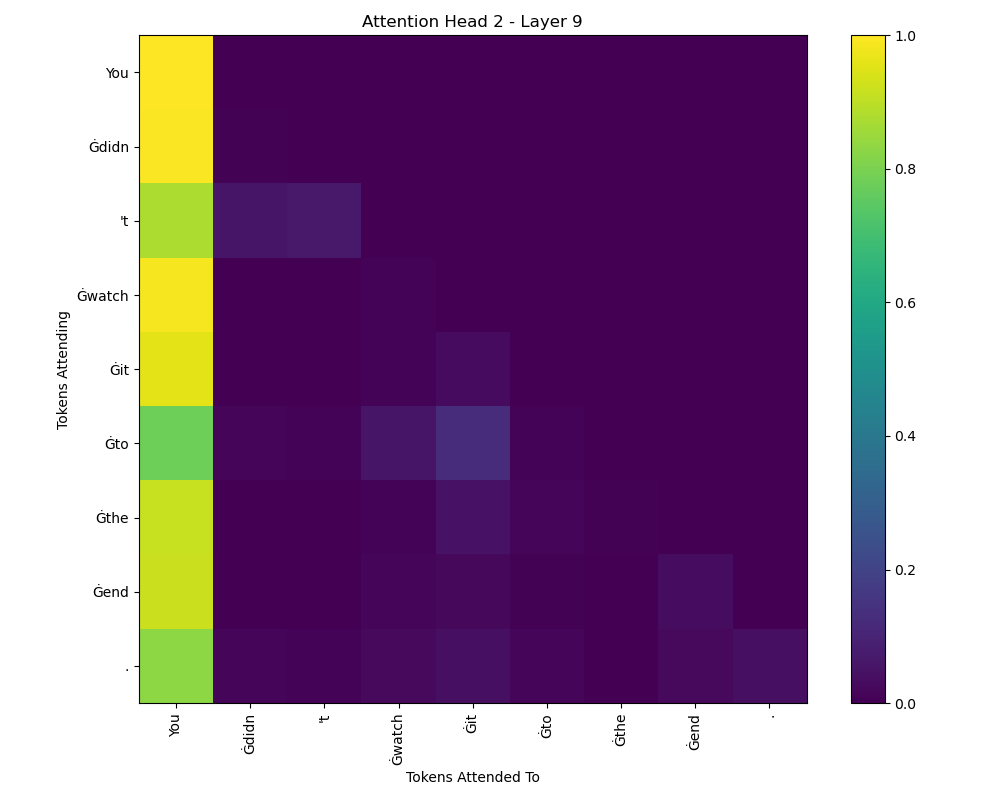 Attention Head 2 - Layer 9
Tokens Attending
You
Ġdidn
't
Ġwatch
Ġit
Ġto
Ġthe
Ġend
.
You
Ġdidn
't
Ġwatch
Ġit
Ġto
Ġthe
Ġend
.
Tokens Attended To
1.0
0.8
0.6
0.4
0.2
0.0